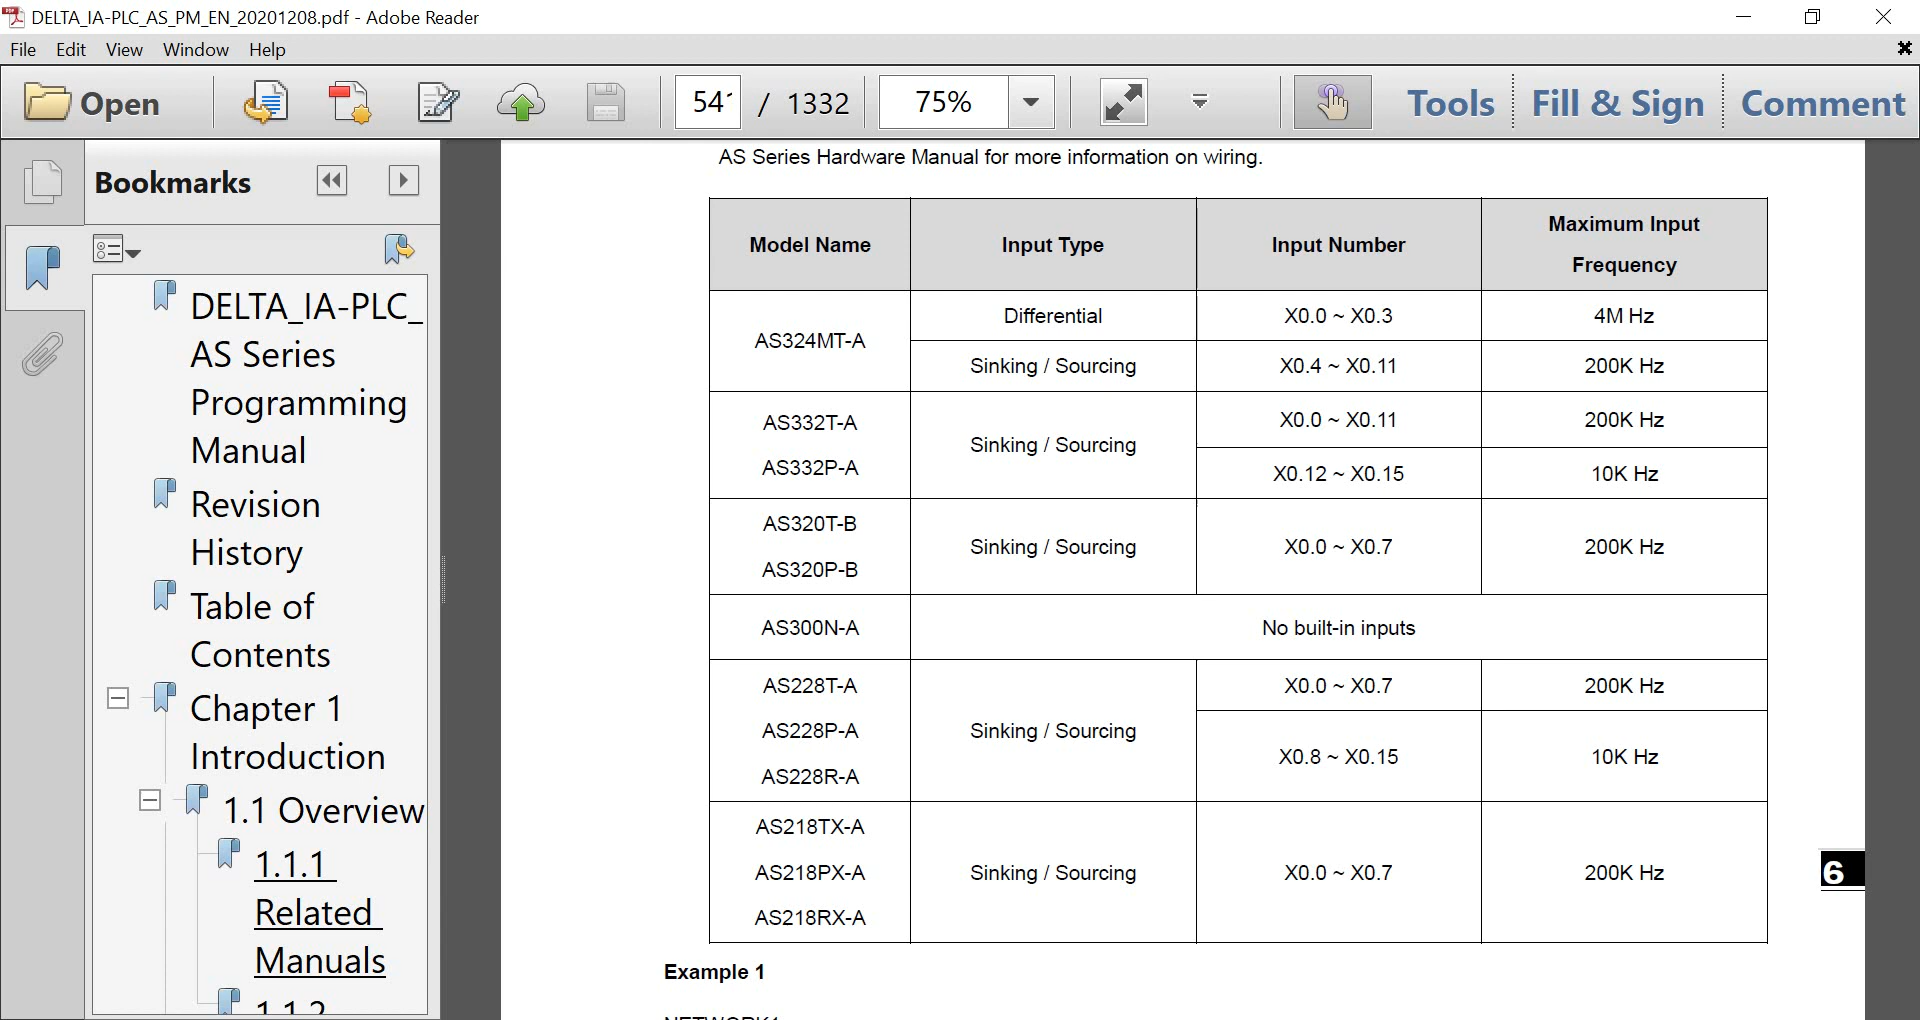 DELTA_IA-PLC_AS_PM_EN_20201208.pdf - Adobe Reader
File Edit View Window Help
Open / 1332 75% Tools Fill & Sign Comment
Bookmarks
DELTA_IA-PLC_
AS Series
Programming
Manual
Revision
History
Table of
Contents
Chapter 1
Introduction
1.1 Overview
1.1.1
Related
Manuals
1.1.2
AS Series Hardware Manual for more information on wiring.
Model Name Input Type Input Number Maximum Input
Frequency
AS324MT-A Differential X0.0 ~ X0.3 4M Hz
Sinking / Sourcing X0.4 ~ X0.11 200K Hz
AS332T-A
AS332P-A
Sinking / Sourcing X0.0 ~ X0.11 200K Hz
X0.12 ~ X0.15 10K Hz
AS320T-B
AS320P-B
Sinking / Sourcing X0.0 ~ X0.7 200K Hz
AS300N-A No built-in inputs
AS228T-A
AS228P-A
AS228R-A
Sinking / Sourcing X0.0 ~ X0.7 200K Hz
X0.8 ~ X0.15 10K Hz
AS218TX-A
AS218PX-A
AS218RX-A
Sinking / Sourcing X0.0 ~ X0.7 200K Hz
6
Example 1